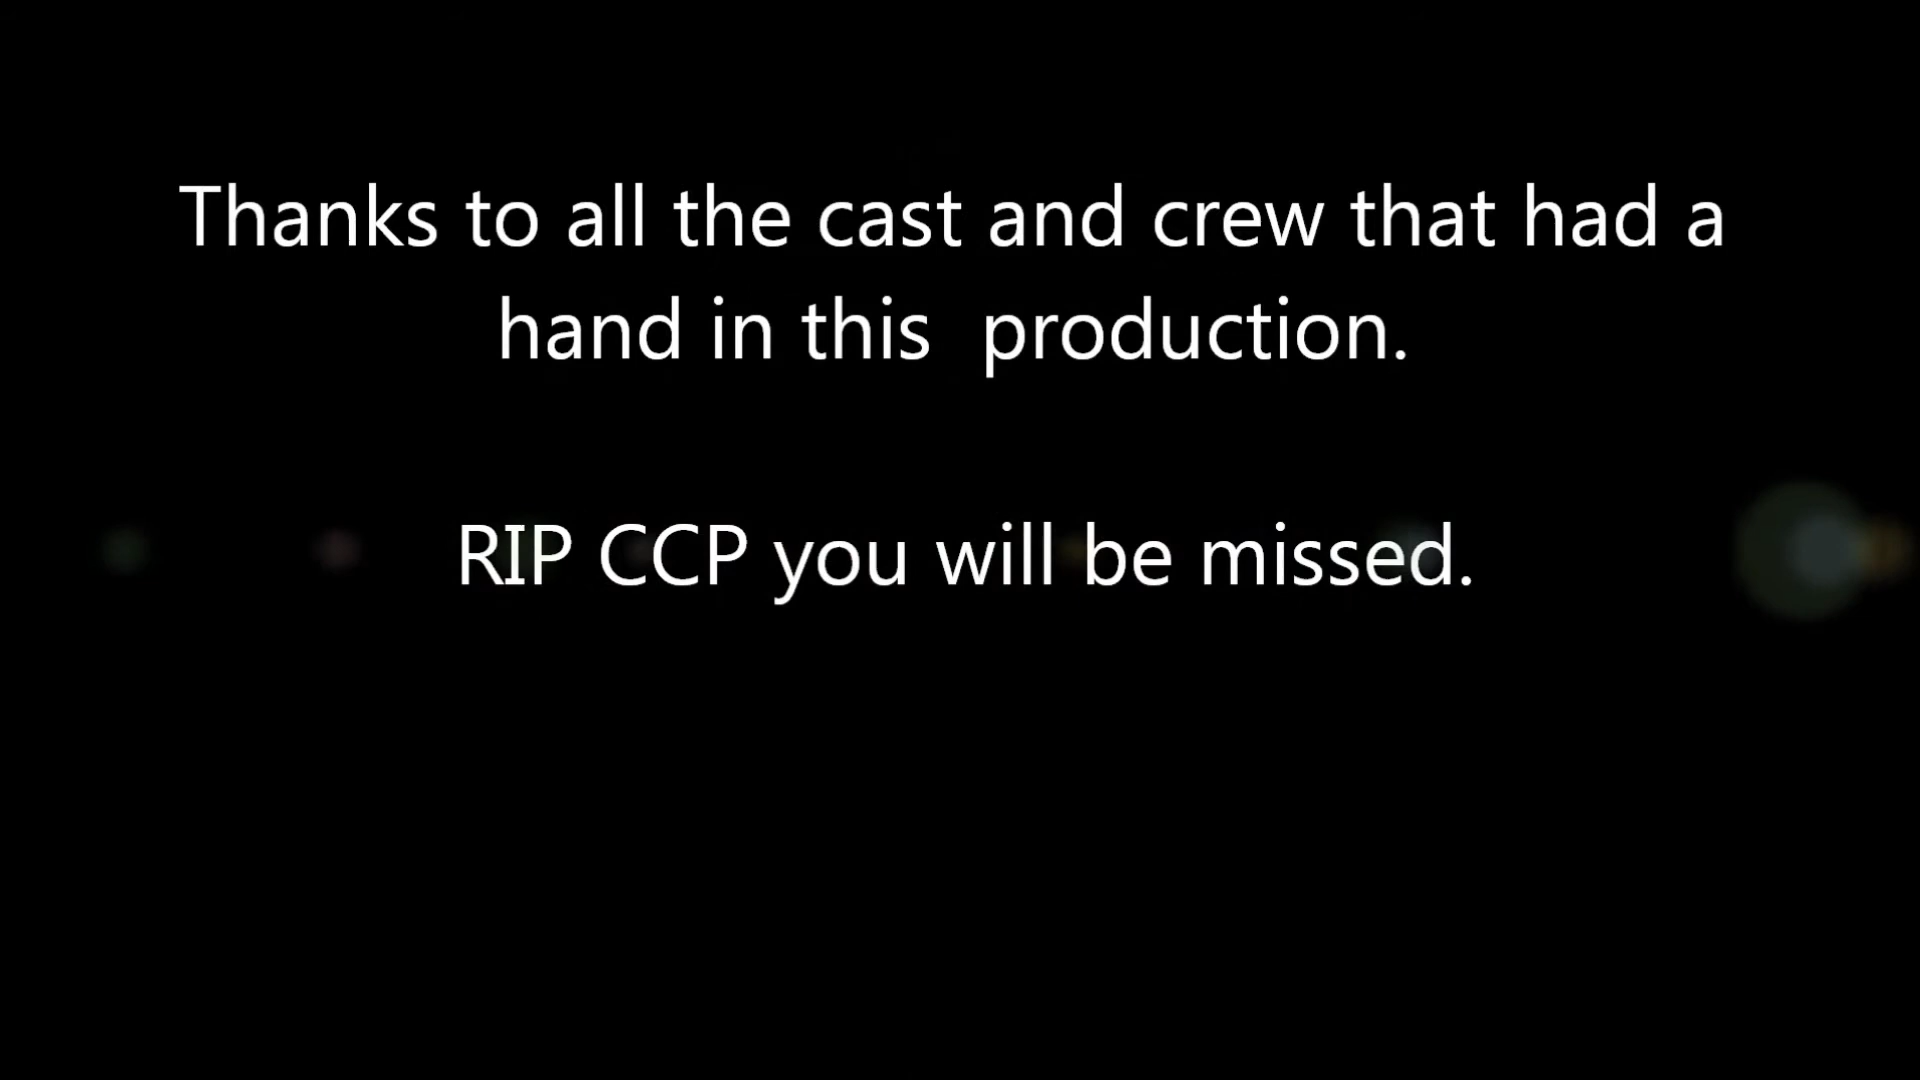 Thanks to all the cast and crew that had a
hand in this  production.
RIP CCP you will be missed.